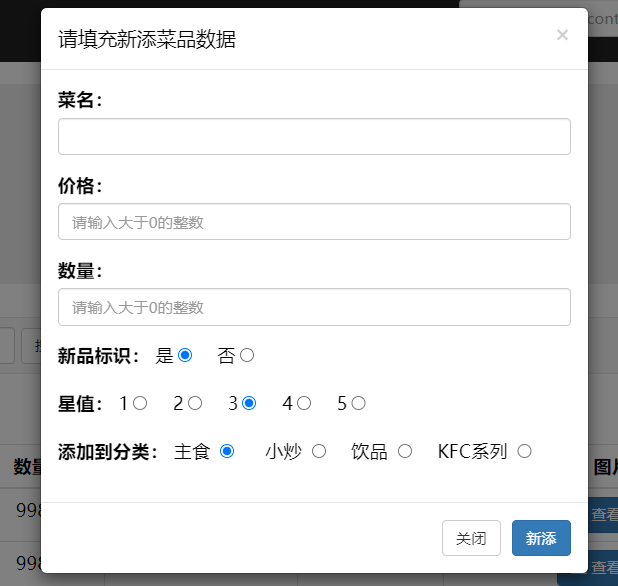 cont
请填充新添菜品数据
×
菜名：
价格：
请输入大于0的整数
数量：
请输入大于0的整数
新品标识： 是 否
星值： 1 2 3 4 5
添加到分类： 主食 小炒 饮品 KFC系列
数量
图片
998
查看
关闭 新添
998
查看